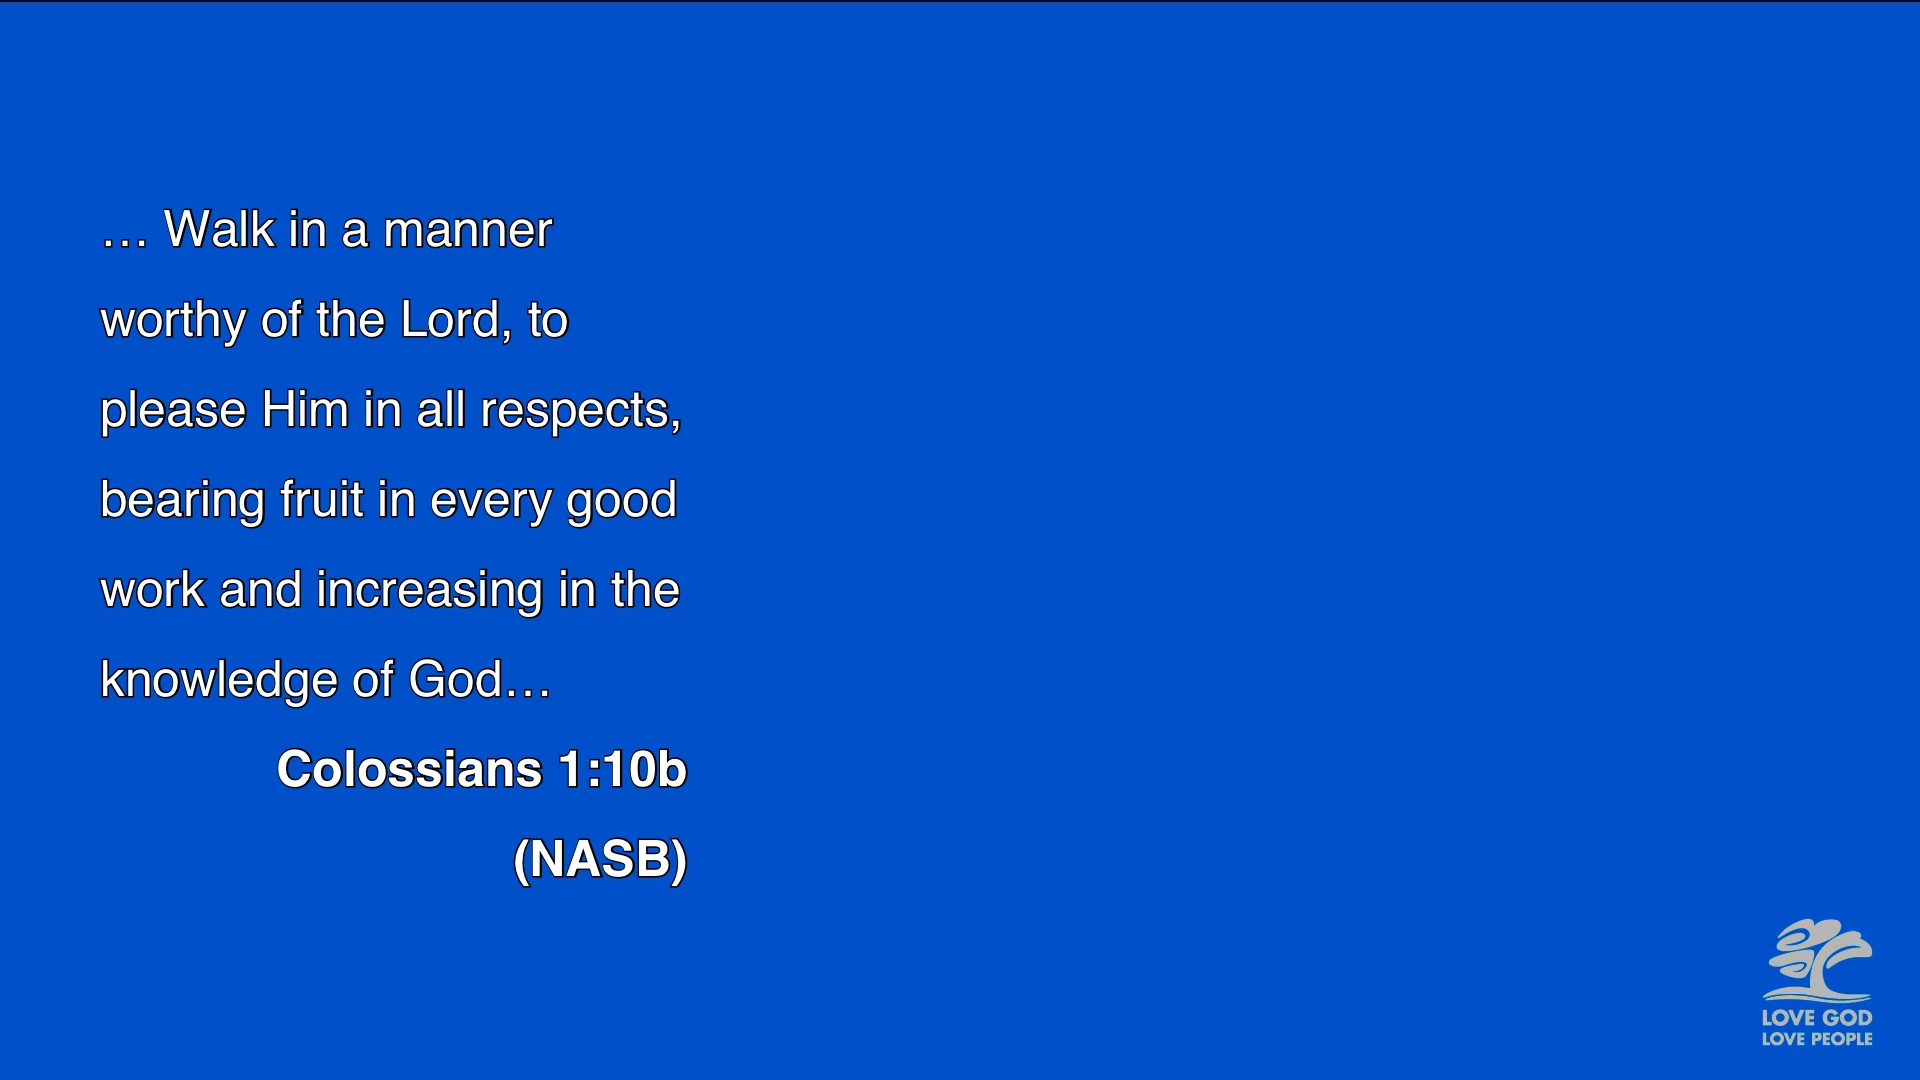 … Walk in a manner
worthy of the Lord, to
please Him in all respects,
bearing fruit in every good
work and increasing in the
knowledge of God…
Colossians 1:10b
(NASB)
LOVE GOD
LOVE PEOPLE